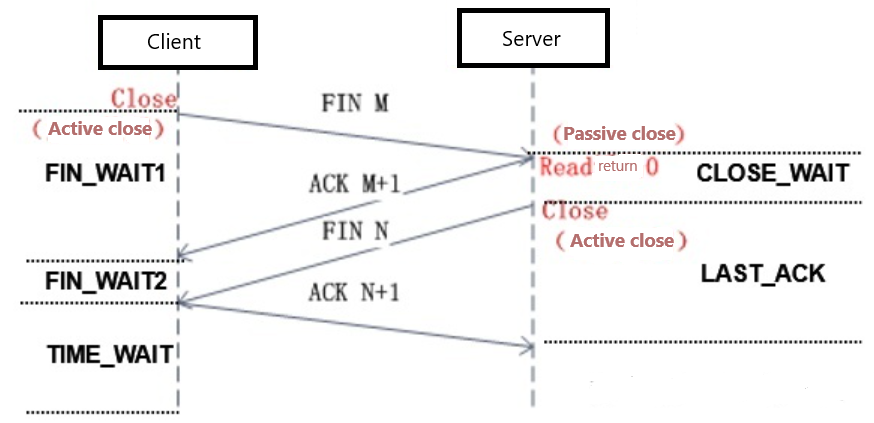 Client
Server
Close
FIN M
( Active close)
(Passive close)
FIN_WAIT1
ACK M+1
Read return 0
CLOSE_WAIT
Close
FIN N
( Active close )
FIN_WAIT2
ACK N+1
LAST_ACK
TIME_WAIT